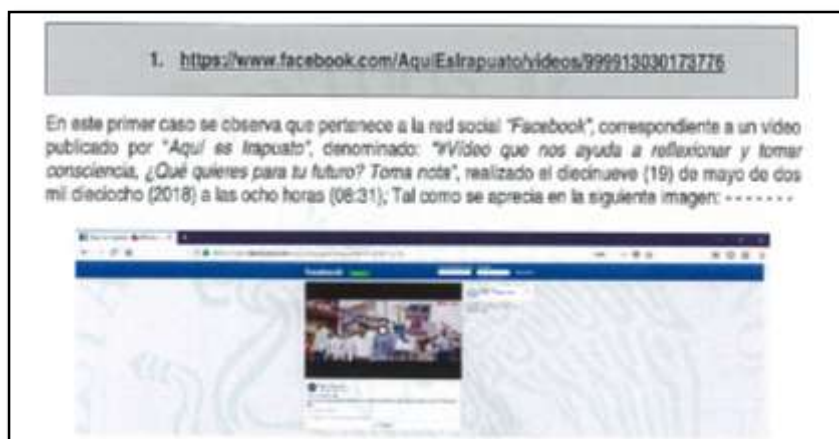 1. https://www.facebook.com/AquiEsIrapuato/videos/999913030173776
En este primer caso se observa que pertenece a la red social "Facebook", correspondiente a un video
publicado por "Aquí es Irapuato", denominado: "#Video que nos ayuda a reflexionar y tomar
consciencia, ¿Qué quieres para tu futuro? Toma nota", realizado el diecinueve (19) de mayo de dos
mil dieciocho (2018) a las ocho horas (08:31); Tal como se aprecia en la siguiente imagen: - - - - - - -
facebook